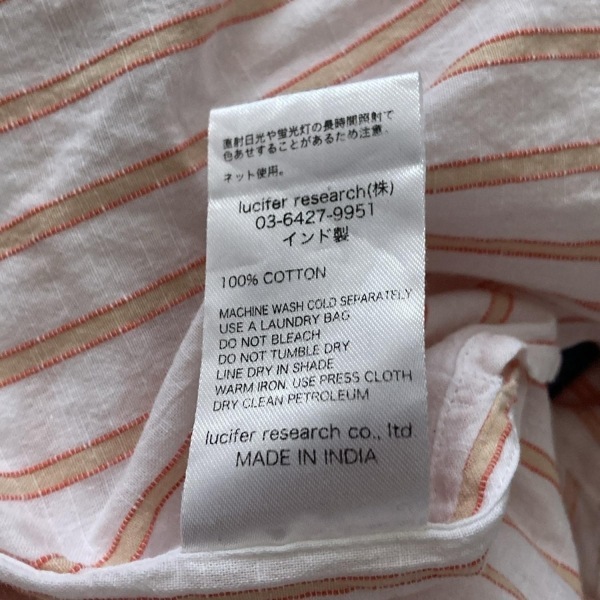 直射日光や蛍光灯の長時間照射で
色あせすることがあるため注意。
ネット使用。
lucifer research(株)
03-6427-9951
インド製
100% COTTON
MACHINE WASH COLD SEPARATELY
USE A LAUNDRY BAG
DO NOT BLEACH
DO NOT TUMBLE DRY
LINE DRY IN SHADE
WARM IRON. USE PRESS CLOTH
DRY CLEAN PETROLEUM
lucifer research co., ltd.
MADE IN INDIA